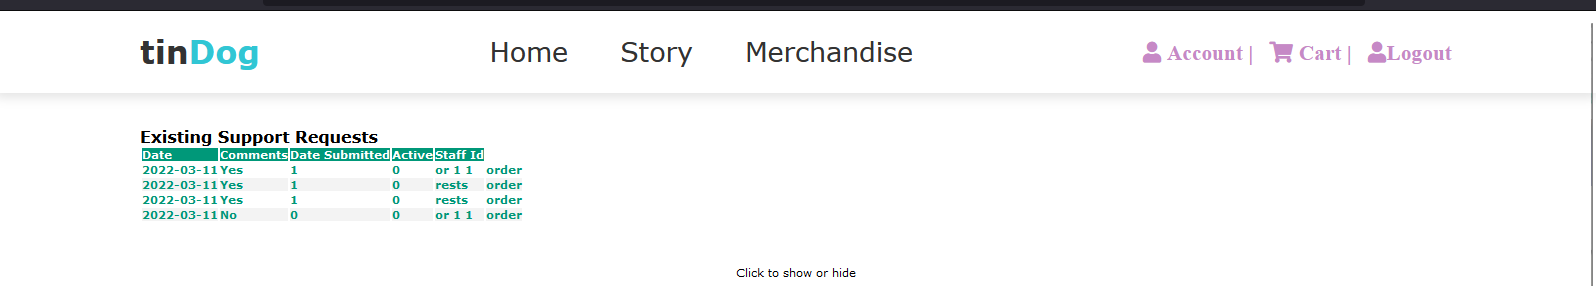 tinDog Home Story Merchandise Account | Cart | Logout
Existing Support Requests
Date Comments Date Submitted Active Staff Id
2022-03-11 Yes 1 0 or 1 1 order
2022-03-11 Yes 1 0 rests order
2022-03-11 Yes 1 0 rests order
2022-03-11 No 0 0 or 1 1 order
Click to show or hide